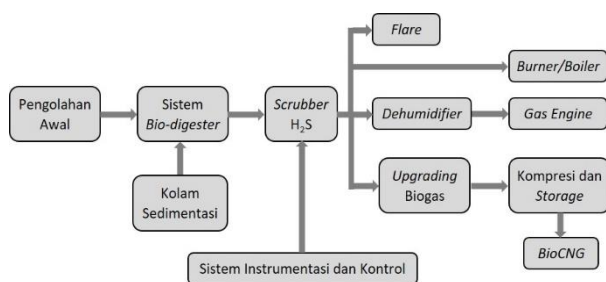 Flare
Burner/Boiler
Pengolahan
Awal
Sistem
Bio-digester
Scrubber
H₂S
Dehumidifier
Gas Engine
Kolam
Sedimentasi
Upgrading
Biogas
Kompresi dan
Storage
BioCNG
Sistem Instrumentasi dan Kontrol